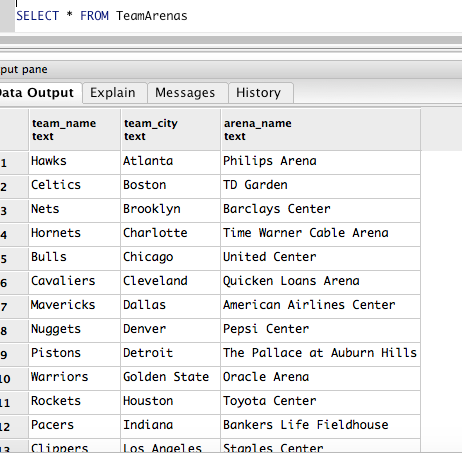 SELECT * FROM TeamArenas
put pane
Data Output Explain Messages History
team_name team_city arena_name
text text text
1 Hawks Atlanta Philips Arena
2 Celtics Boston TD Garden
3 Nets Brooklyn Barclays Center
4 Hornets Charlotte Time Warner Cable Arena
5 Bulls Chicago United Center
6 Cavaliers Cleveland Quicken Loans Arena
7 Mavericks Dallas American Airlines Center
8 Nuggets Denver Pepsi Center
9 Pistons Detroit The Pallace at Auburn Hills
10 Warriors Golden State Oracle Arena
11 Rockets Houston Toyota Center
12 Pacers Indiana Bankers Life Fieldhouse
13 Clippers Los Angeles Staples Center